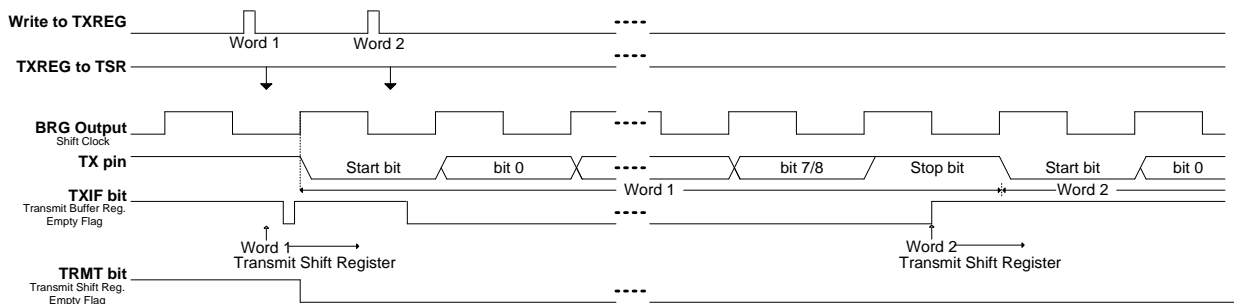 Write to TXREG
Word 1
Word 2
TXREG to TSR
BRG Output
Shift Clock
TX pin
Start bit
bit 0
bit 7/8
Stop bit
Start bit
bit 0
Word 1
Word 2
TXIF bit
Transmit Buffer Reg.
Empty Flag
Word 1
Transmit Shift Register
Word 2
Transmit Shift Register
TRMT bit
Transmit Shift Reg.
Empty Flag